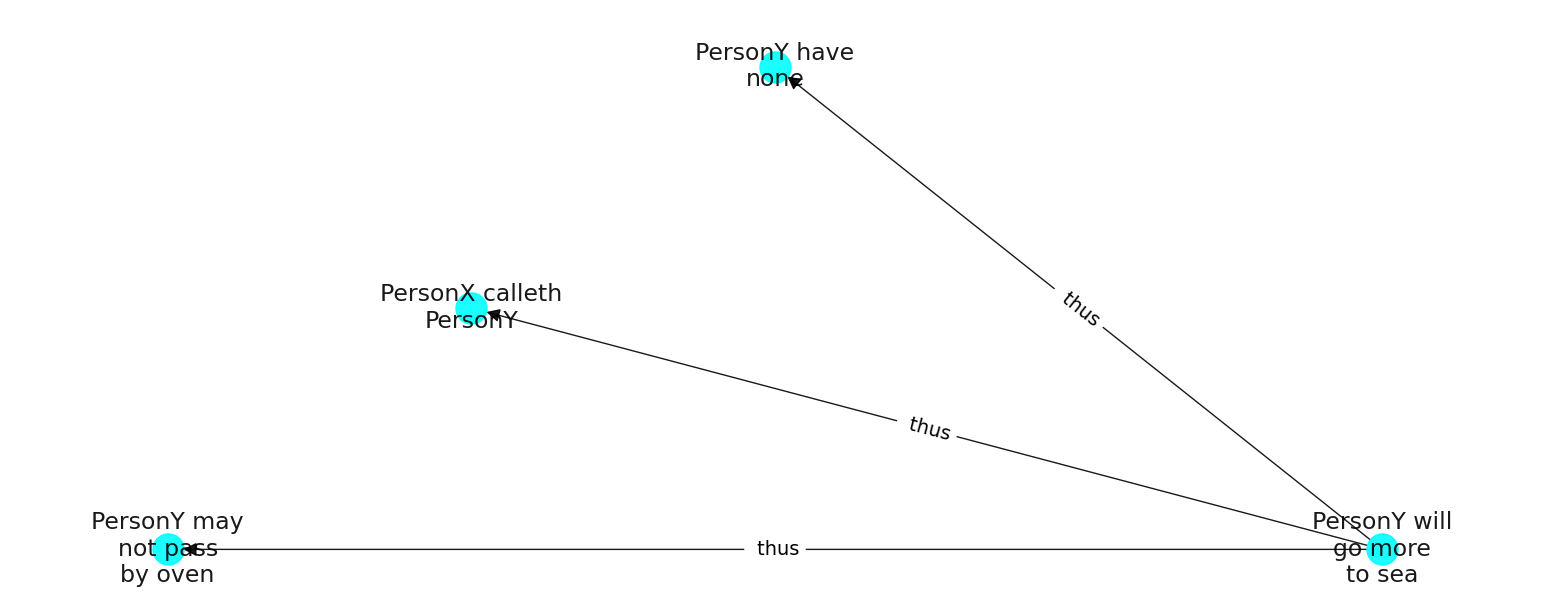 PersonY have
none
thus
PersonX calleth
PersonY
thus
PersonY may
not pass
by oven
thus
PersonY will
go more
to sea